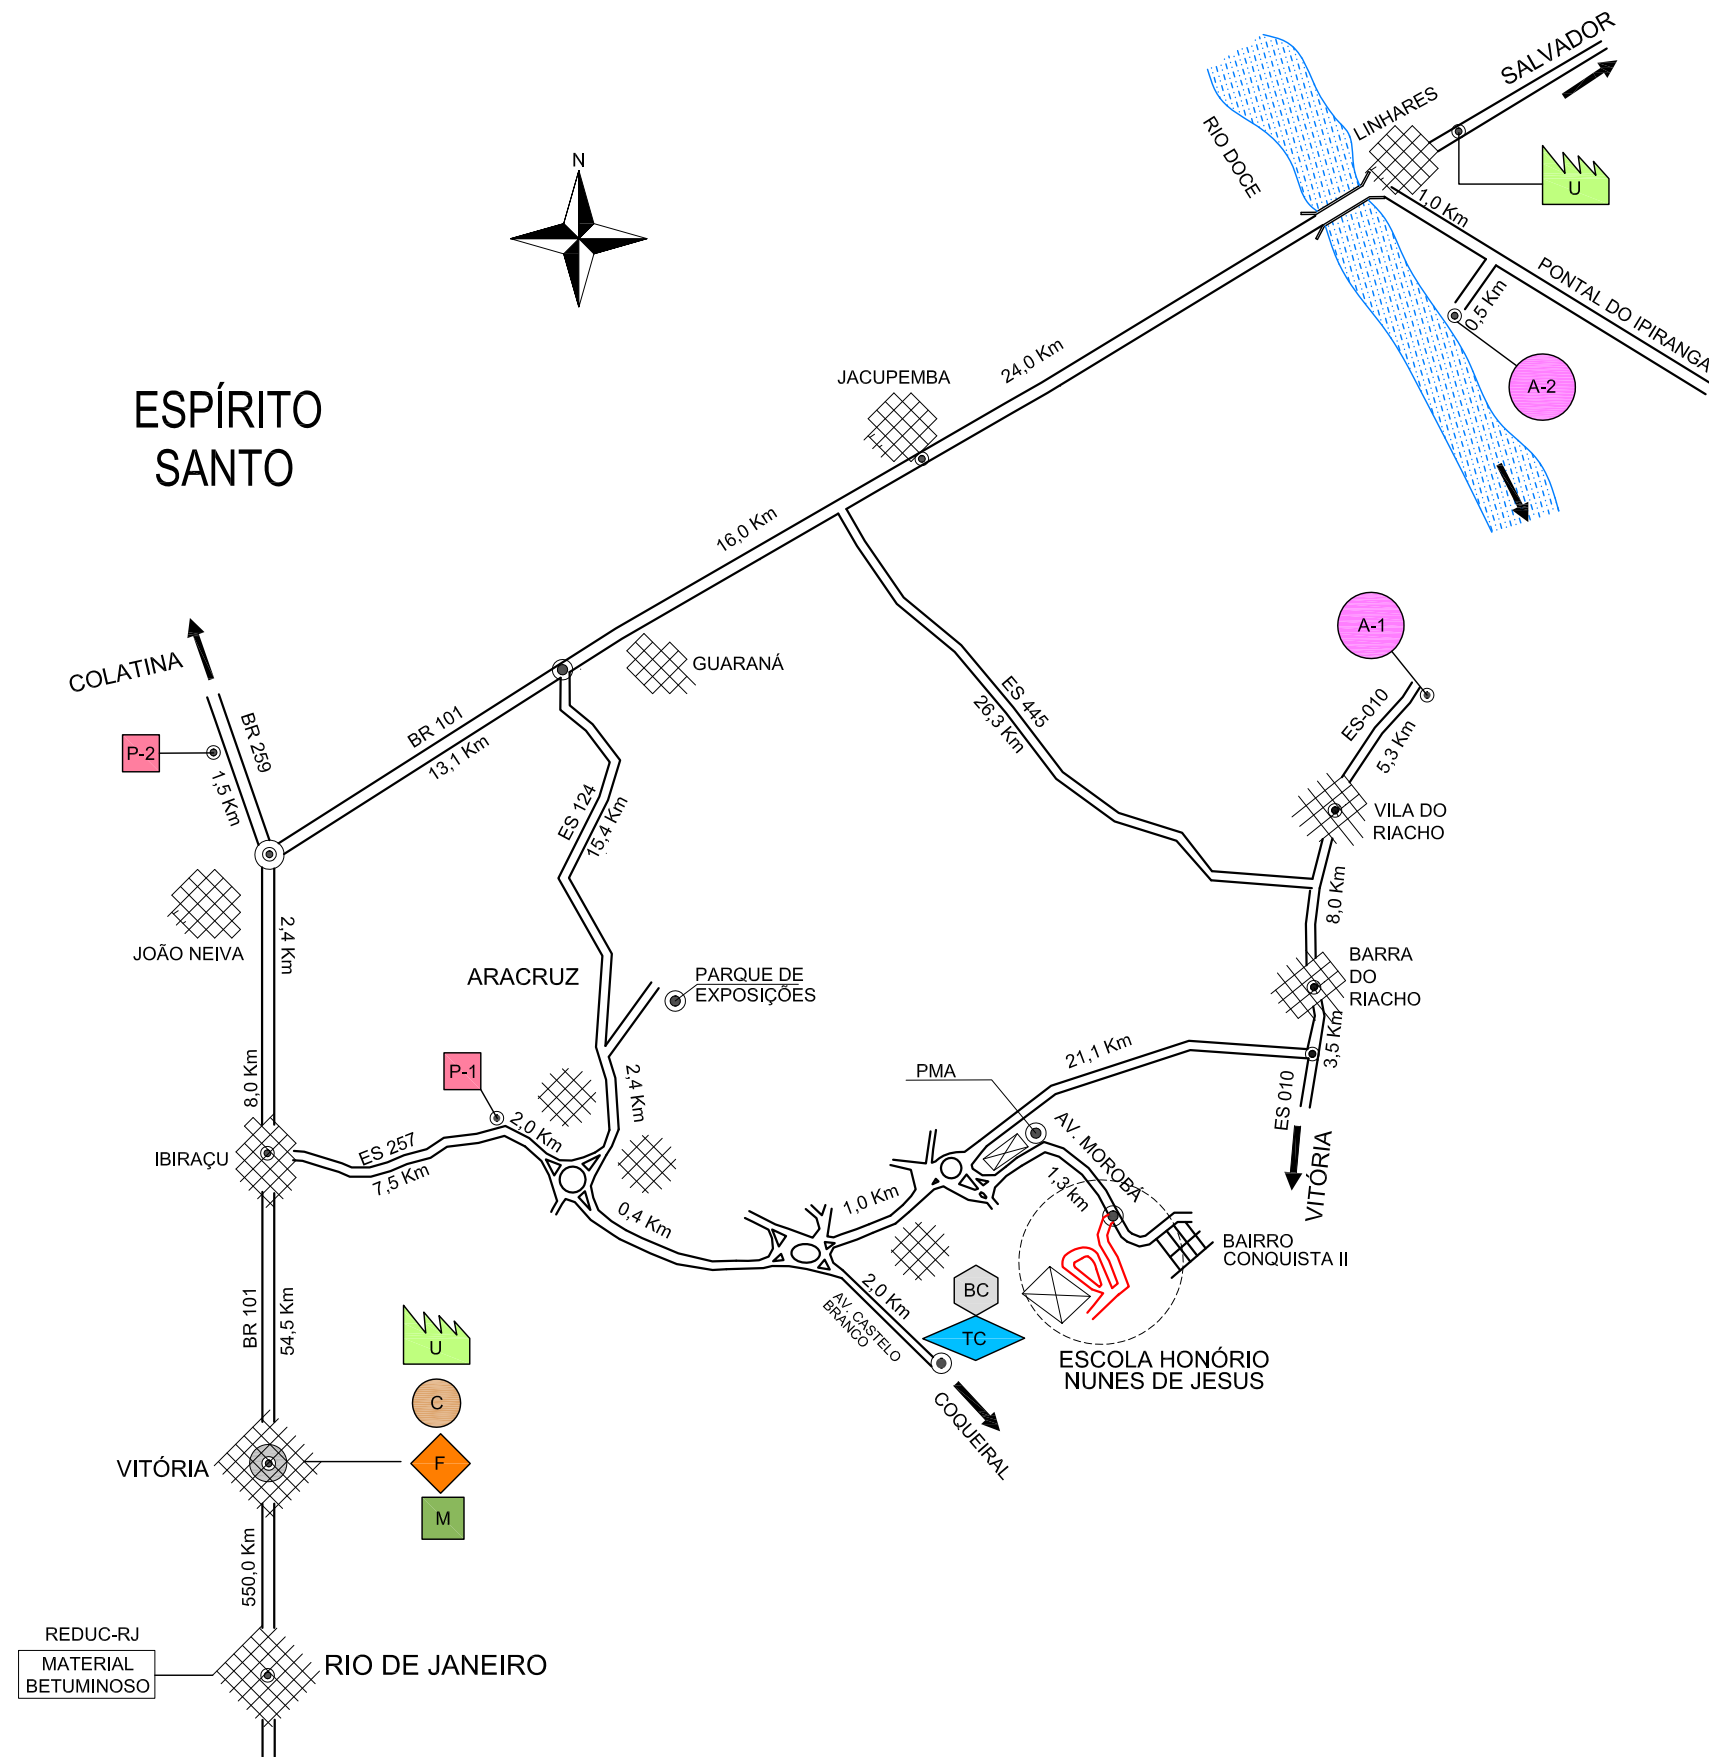 SALVADOR
LINHARES
RIO DOCE
U
1,0 Km
PONTAL DO IPIRANGA
0,5 Km
A-2
N
24,0 Km
JACUPEMBA
ESPÍRITO
SANTO
16,0 Km
A-1
GUARANÁ
COLATINA
ES 445
26,3 Km
ES-010
5,3 Km
BR 259
P-2
1,5 Km
BR 101
13,1 Km
ES 124
15,4 Km
VILA DO
RIACHO
8,0 Km
2,4 Km
JOÃO NEIVA
ARACRUZ
PARQUE DE
EXPOSIÇÕES
BARRA
DO
RIACHO
3,5 Km
21,1 Km
PMA
P-1
8,0 Km
2,4 Km
2,0 Km
ES 010
AV. MOROBÁ
1,3 km
VITÓRIA
IBIRAÇU
ES 257
7,5 Km
0,4 Km
1,0 Km
BAIRRO
CONQUISTA II
BC
TC
2,0 Km
AV. CASTELO
BRANCO
BR 101
54,5 Km
U
ESCOLA HONÓRIO
NUNES DE JESUS
C
COQUEIRAL
VITÓRIA
F
M
550,0 Km
REDUC-RJ
MATERIAL
BETUMINOSO
RIO DE JANEIRO